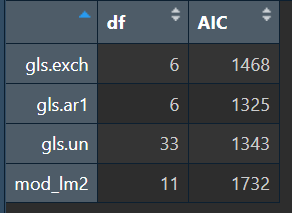 df AIC
gls.exch 6 1468
gls.ar1 6 1325
gls.un 33 1343
mod_lm2 11 1732